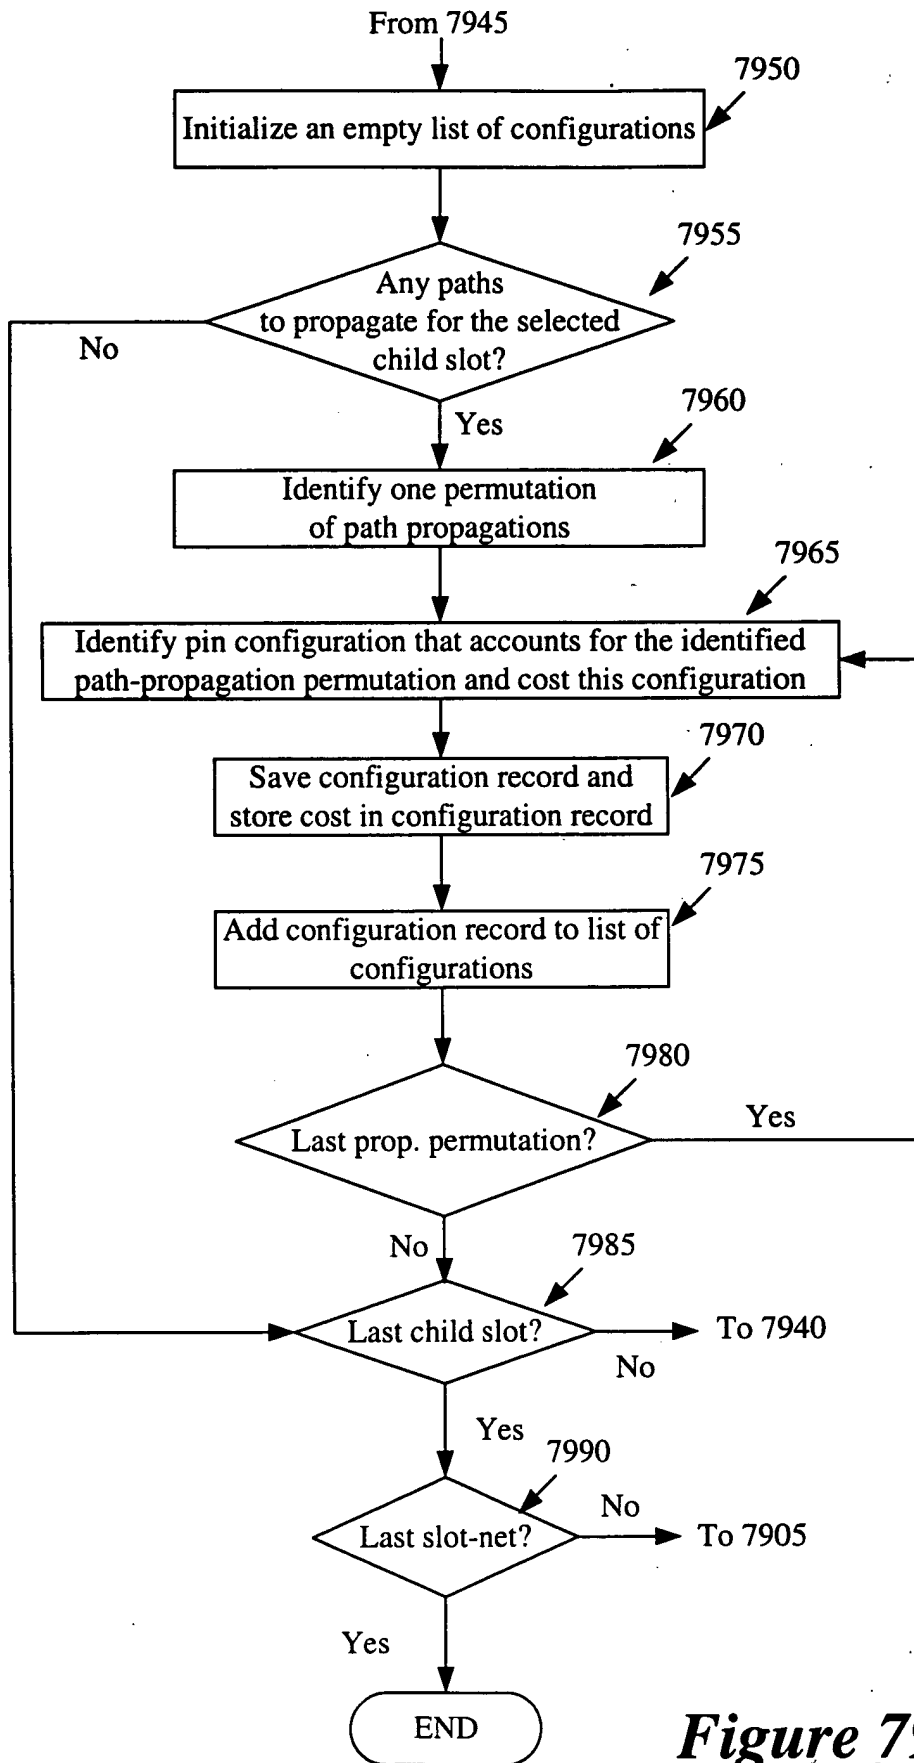 From 7945
7950
Initialize an empty list of configurations
7955
Any paths
to propagate for the selected
child slot?
No
Yes
7960
Identify one permutation
of path propagations
7965
Identify pin configuration that accounts for the identified
path-propagation permutation and cost this configuration
7970
Save configuration record and
store cost in configuration record
7975
Add configuration record to list of
configurations
7980
Last prop. permutation?
Yes
No
7985
Last child slot?
To 7940
No
Yes
7990
Last slot-net?
No
To 7905
Yes
END
Figure 79